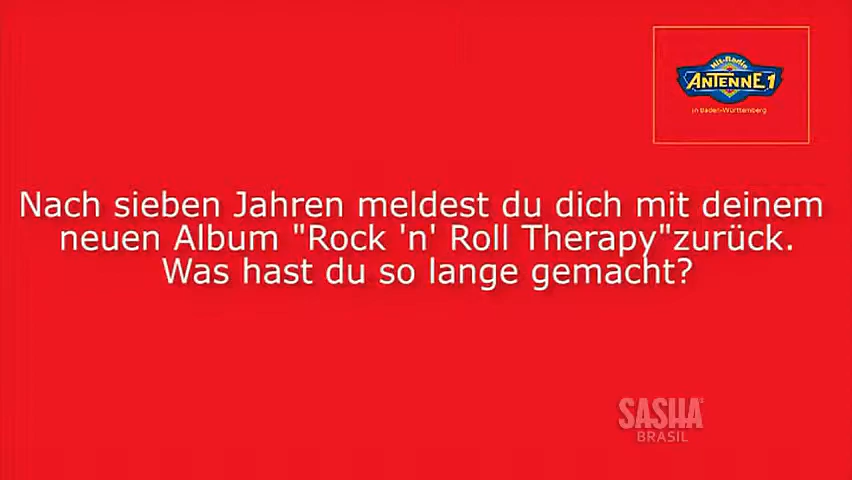 Hit-Radio
ANTENNE 1
in Baden-Württemberg
Nach sieben Jahren meldest du dich mit deinem
neuen Album "Rock 'n' Roll Therapy"zurück.
Was hast du so lange gemacht?
SASHA
BRASIL